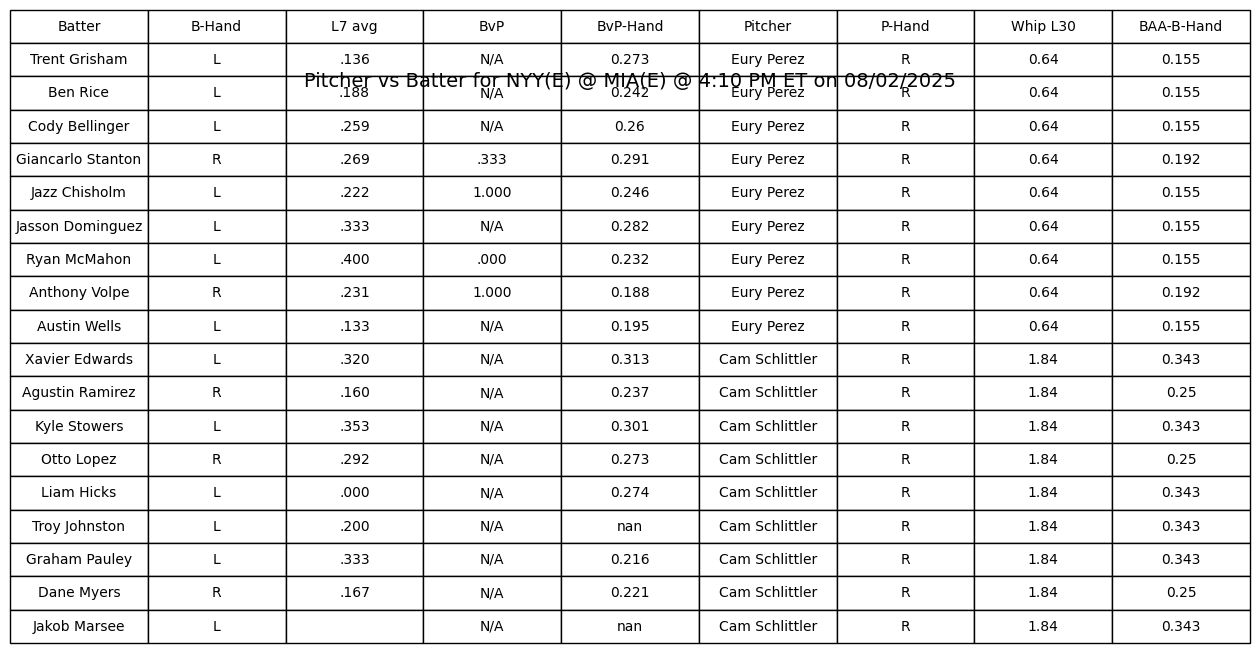 Batter B-Hand L7 avg BvP BvP-Hand Pitcher P-Hand Whip L30 BAA-B-Hand
Trent Grisham L .136 N/A 0.273 Eury Perez R 0.64 0.155
Pitcher vs Batter for NYY(E) @ MIA(E) @ 4:10 PM ET on 08/02/2025
Ben Rice L .188 N/A 0.242 Eury Perez R 0.64 0.155
Cody Bellinger L .259 N/A 0.26 Eury Perez R 0.64 0.155
Giancarlo Stanton R .269 .333 0.291 Eury Perez R 0.64 0.192
Jazz Chisholm L .222 1.000 0.246 Eury Perez R 0.64 0.155
Jasson Dominguez L .333 N/A 0.282 Eury Perez R 0.64 0.155
Ryan McMahon L .400 .000 0.232 Eury Perez R 0.64 0.155
Anthony Volpe R .231 1.000 0.188 Eury Perez R 0.64 0.192
Austin Wells L .133 N/A 0.195 Eury Perez R 0.64 0.155
Xavier Edwards L .320 N/A 0.313 Cam Schlittler R 1.84 0.343
Agustin Ramirez R .160 N/A 0.237 Cam Schlittler R 1.84 0.25
Kyle Stowers L .353 N/A 0.301 Cam Schlittler R 1.84 0.343
Otto Lopez R .292 N/A 0.273 Cam Schlittler R 1.84 0.25
Liam Hicks L .000 N/A 0.274 Cam Schlittler R 1.84 0.343
Troy Johnston L .200 N/A nan Cam Schlittler R 1.84 0.343
Graham Pauley L .333 N/A 0.216 Cam Schlittler R 1.84 0.343
Dane Myers R .167 N/A 0.221 Cam Schlittler R 1.84 0.25
Jakob Marsee L N/A nan Cam Schlittler R 1.84 0.343